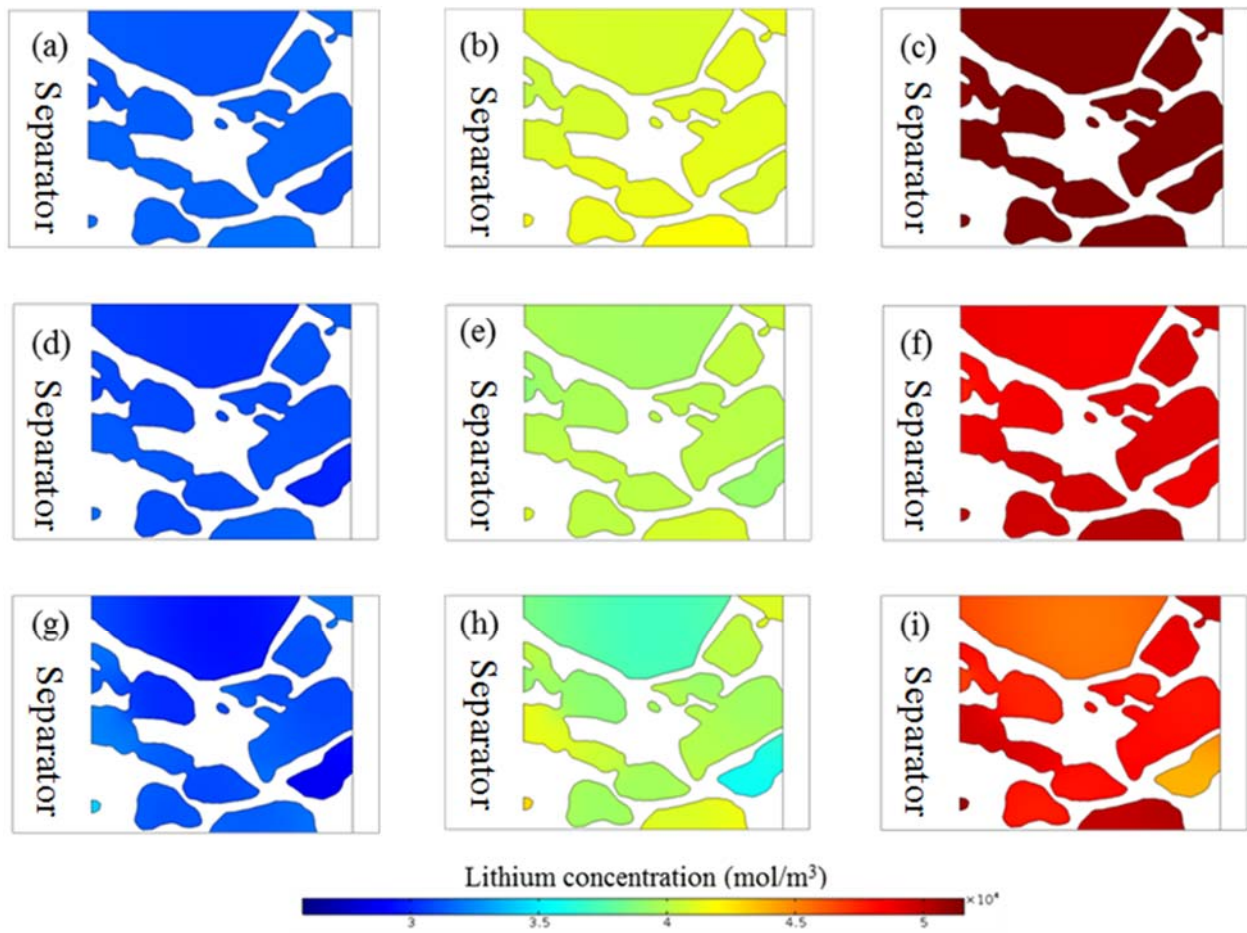 (a) Separator
(b) Separator
(c) Separator
(d) Separator
(e) Separator
(f) Separator
(g) Separator
(h) Separator
(i) Separator
Lithium concentration (mol/m³)
×10⁴
3 3.5 4 4.5 5